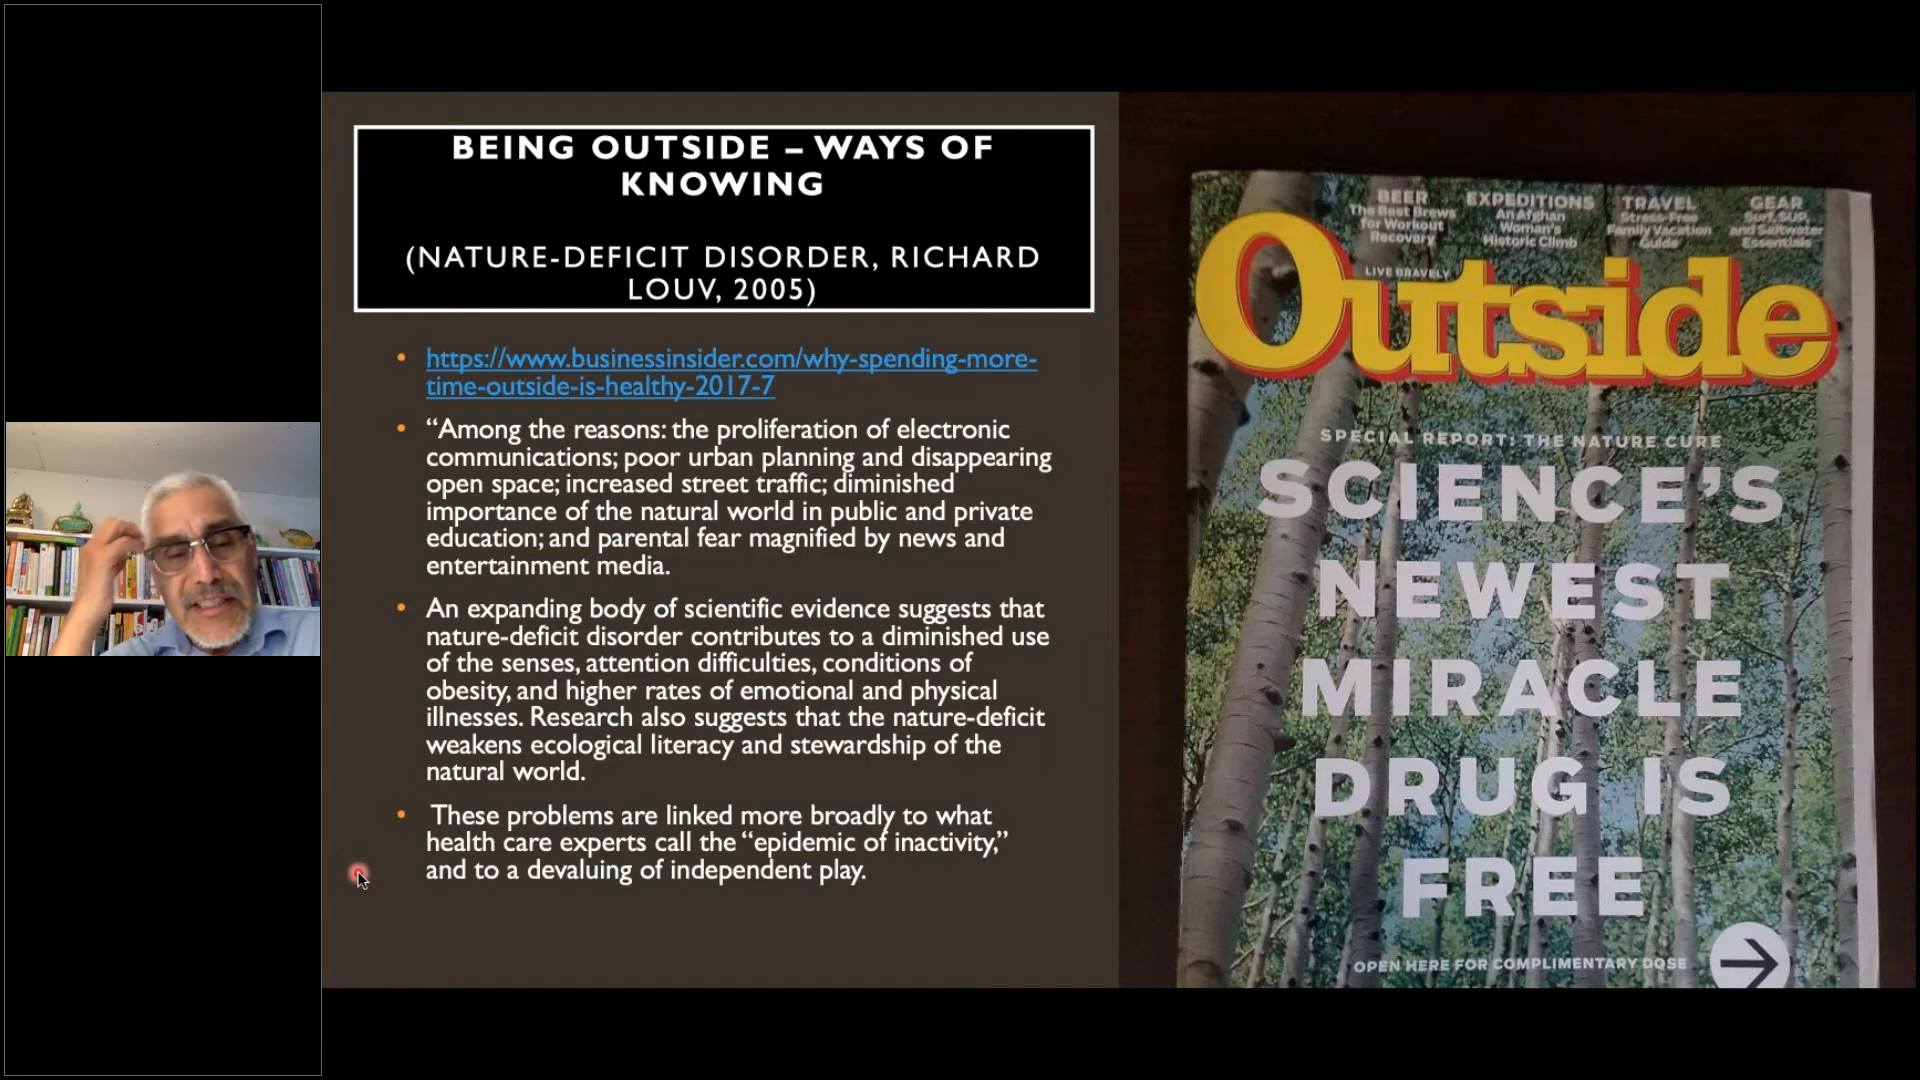 BEING OUTSIDE – WAYS OF
KNOWING
(NATURE-DEFICIT DISORDER, RICHARD
LOUV, 2005)
• https://www.businessinsider.com/why-spending-more-
time-outside-is-healthy-2017-7
• “Among the reasons: the proliferation of electronic
communications; poor urban planning and disappearing
open space; increased street traffic; diminished
importance of the natural world in public and private
education; and parental fear magnified by news and
entertainment media.
• An expanding body of scientific evidence suggests that
nature-deficit disorder contributes to a diminished use
of the senses, attention difficulties, conditions of
obesity, and higher rates of emotional and physical
illnesses. Research also suggests that the nature-deficit
weakens ecological literacy and stewardship of the
natural world.
• These problems are linked more broadly to what
health care experts call the “epidemic of inactivity,”
and to a devaluing of independent play.
BEER
The Best Brews
for Workout
Recovery
EXPEDITIONS
An Afghan
Woman's
Historic Climb
TRAVEL
Stress-Free
Family Vacation
Guide
GEAR
Surf, SUP,
and Saltwater
Essentials
LIVE BRAVELY
Outside
SPECIAL REPORT: THE NATURE CURE
SCIENCE'S
NEWEST
MIRACLE
DRUG IS
FREE
OPEN HERE FOR COMPLIMENTARY DOSE